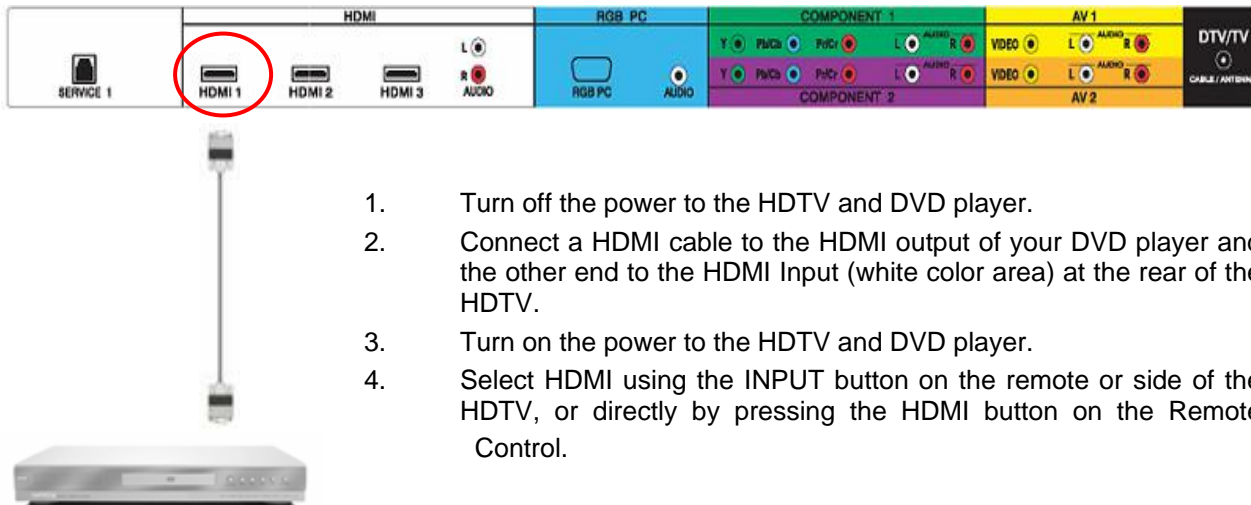 HDMI RGB PC COMPONENT 1 AV 1
L
Y Pb/Cb Pr/Cr L AUDIO R VIDEO L AUDIO R DTV/TV
R
Y Pb/Cb Pr/Cr L AUDIO R VIDEO L AUDIO R CABLE / ANTENNA
SERVICE 1 HDMI 1 HDMI 2 HDMI 3 AUDIO RGB PC AUDIO COMPONENT 2 AV 2
1. Turn off the power to the HDTV and DVD player.
2. Connect a HDMI cable to the HDMI output of your DVD player and
the other end to the HDMI Input (white color area) at the rear of the
HDTV.
3. Turn on the power to the HDTV and DVD player.
4. Select HDMI using the INPUT button on the remote or side of the
HDTV, or directly by pressing the HDMI button on the Remote
Control.